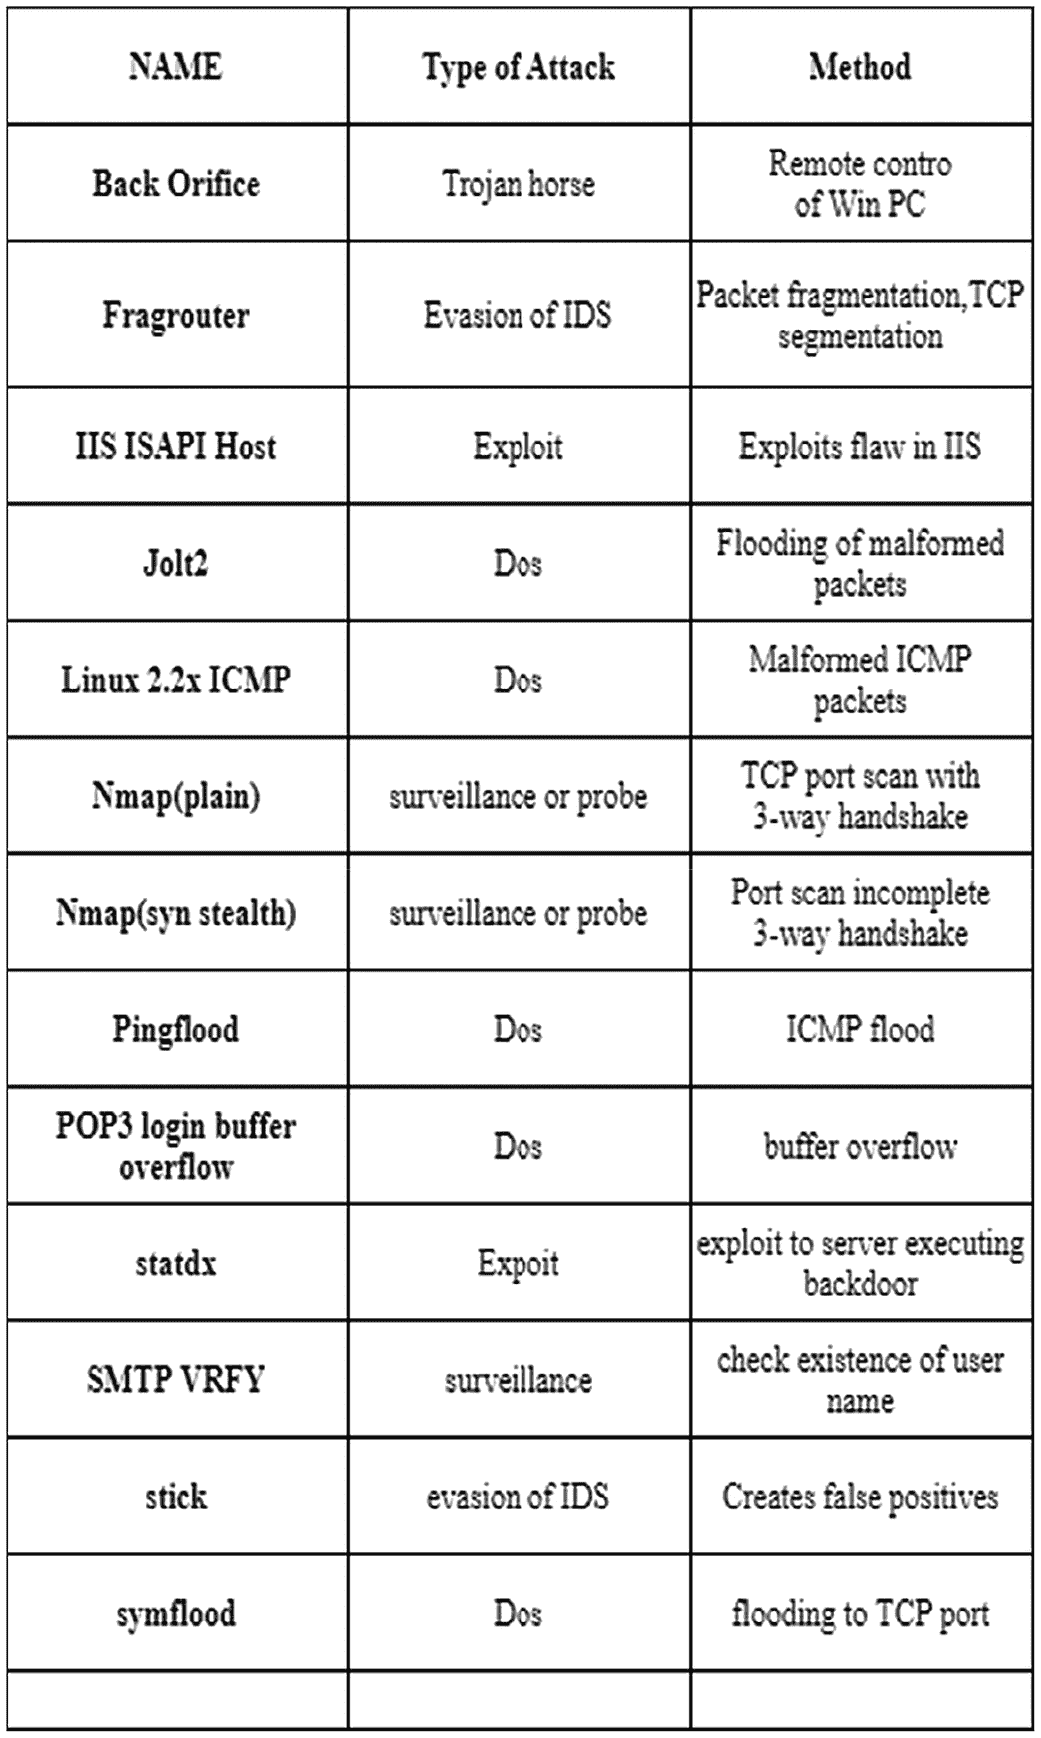 NAME
Type of Attack
Method
Back Orifice
Trojan horse
Remote contro
of Win PC
Fragrouter
Evasion of IDS
Packet fragmentation,TCP
segmentation
IIS ISAPI Host
Exploit
Exploits flaw in IIS
Jolt2
Dos
Flooding of malformed
packets
Linux 2.2x ICMP
Dos
Malformed ICMP
packets
Nmap(plain)
surveillance or probe
TCP port scan with
3-way handshake
Nmap(syn stealth)
surveillance or probe
Port scan incomplete
3-way handshake
Pingflood
Dos
ICMP flood
POP3 login buffer
overflow
Dos
buffer overflow
statdx
Expoit
exploit to server executing
backdoor
SMTP VRFY
surveillance
check existence of user
name
stick
evasion of IDS
Creates false positives
symflood
Dos
flooding to TCP port